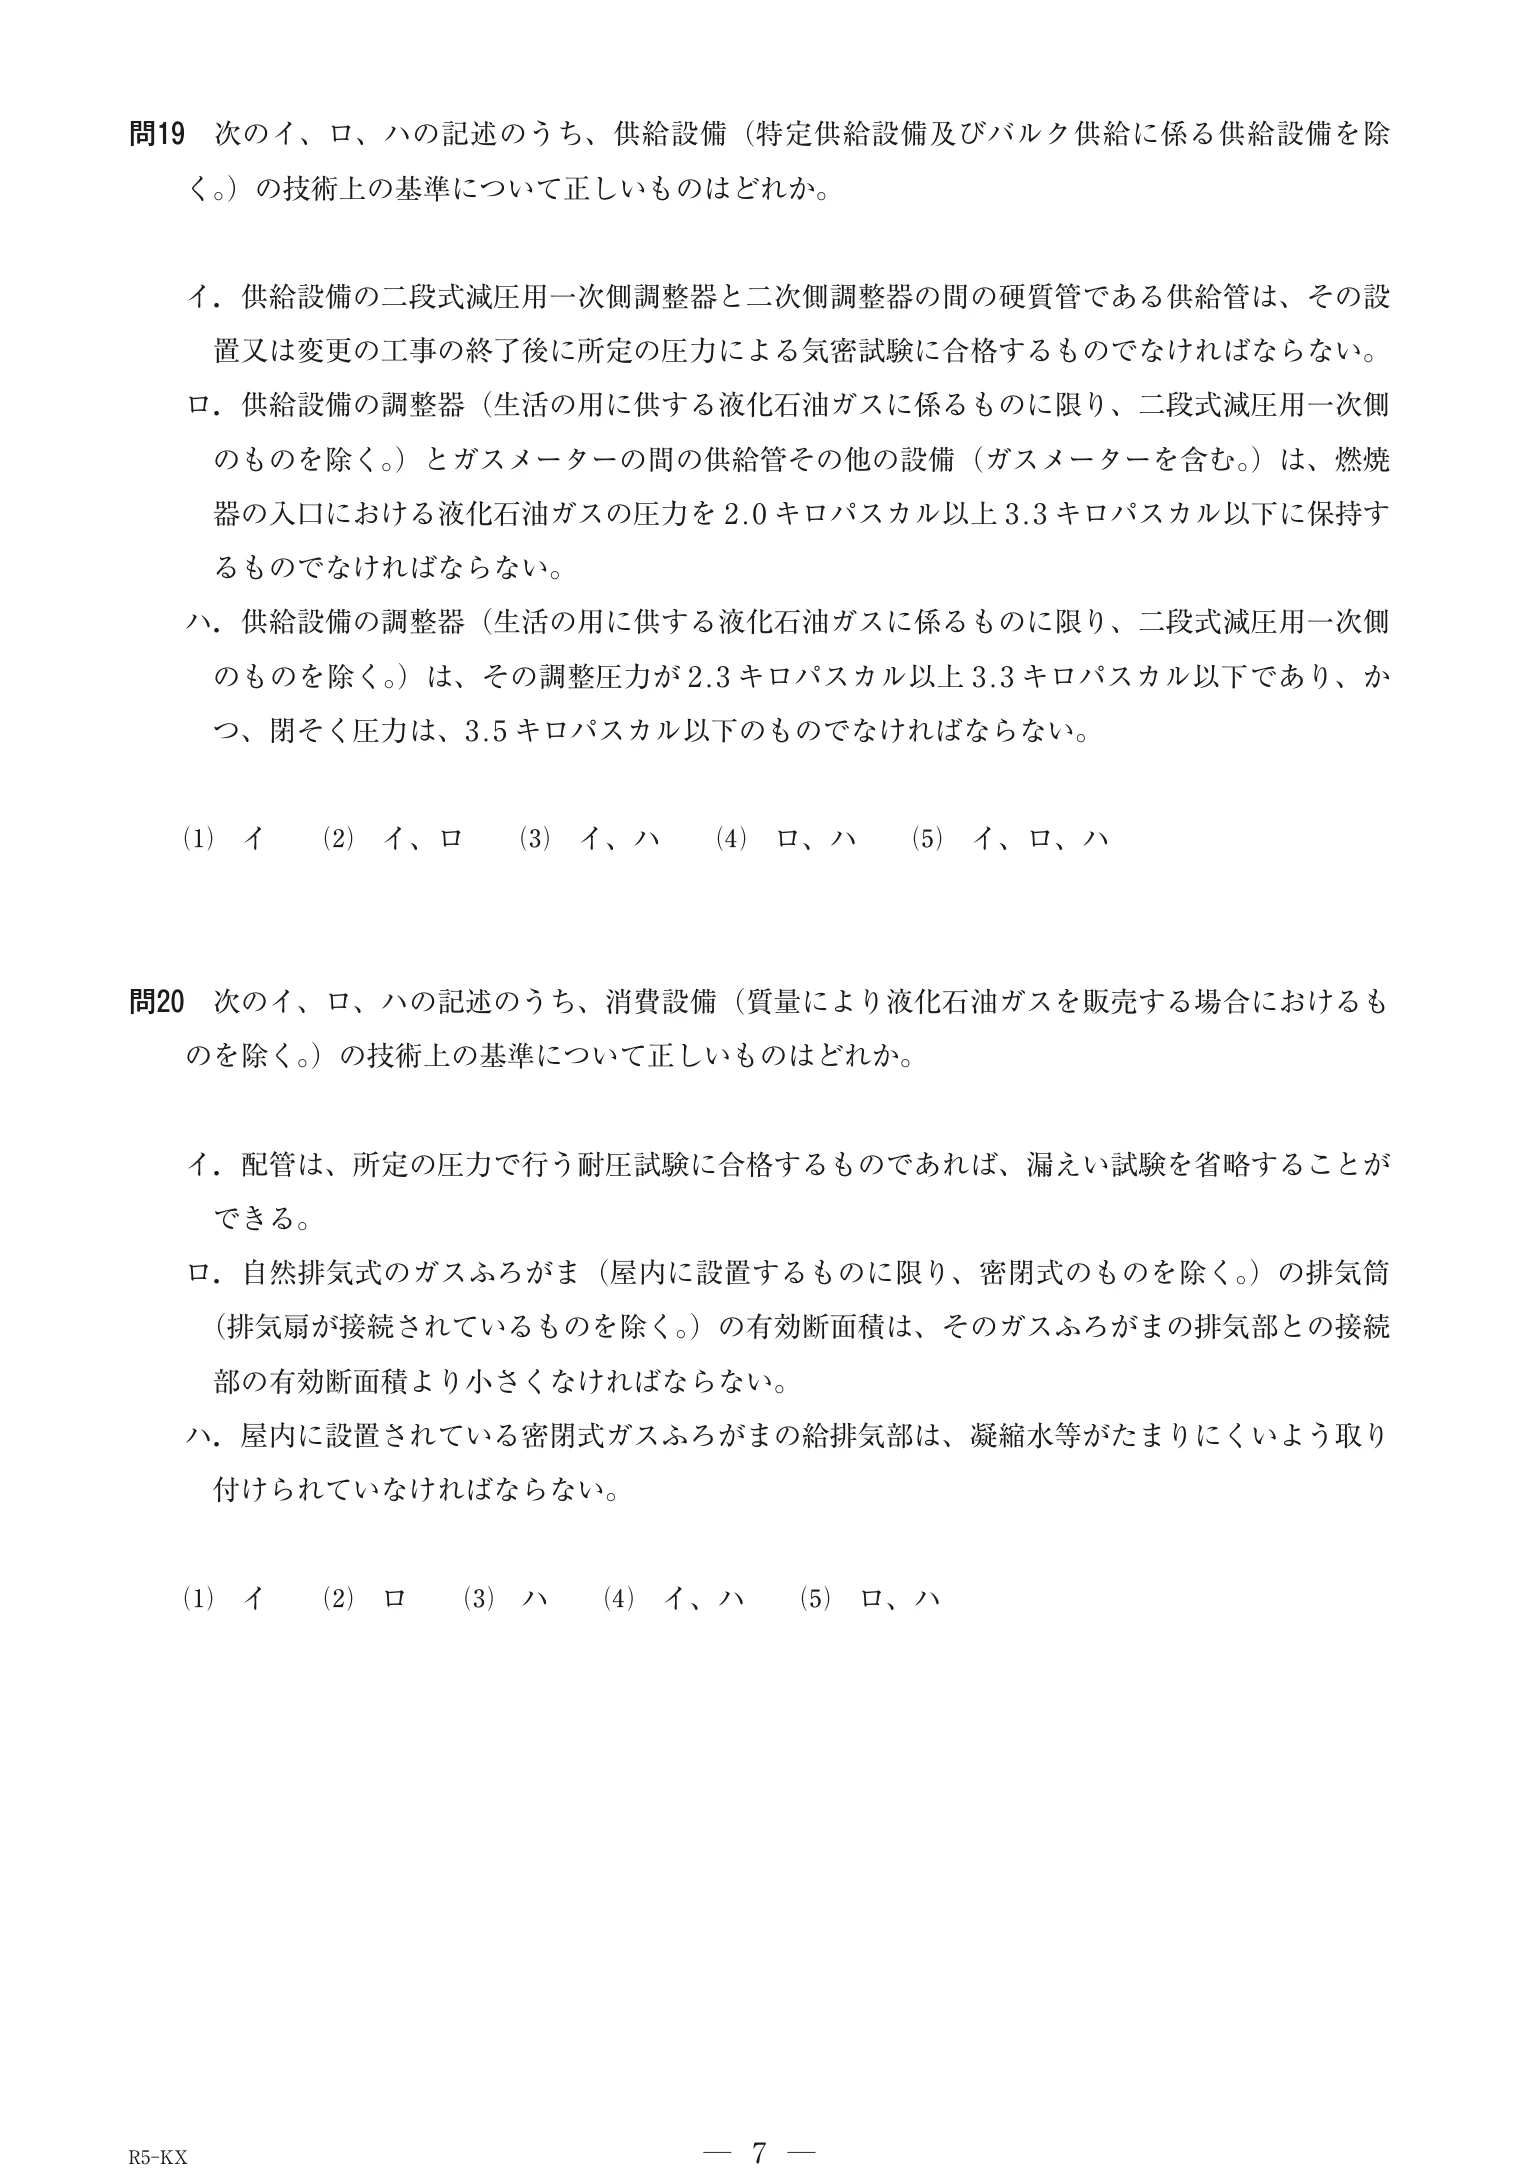 問19　次のイ、ロ、ハの記述のうち、供給設備（特定供給設備及びバルク供給に係る供給設備を除
く。）の技術上の基準について正しいものはどれか。
イ．供給設備の二段式減圧用一次側調整器と二次側調整器の間の硬質管である供給管は、その設
置又は変更の工事の終了後に所定の圧力による気密試験に合格するものでなければならない。
ロ．供給設備の調整器（生活の用に供する液化石油ガスに係るものに限り、二段式減圧用一次側
のものを除く。）とガスメーターの間の供給管その他の設備（ガスメーターを含む。）は、燃焼
器の入口における液化石油ガスの圧力を 2.0 キロパスカル以上 3.3 キロパスカル以下に保持す
るものでなければならない。
ハ．供給設備の調整器（生活の用に供する液化石油ガスに係るものに限り、二段式減圧用一次側
のものを除く。）は、その調整圧力が 2.3 キロパスカル以上 3.3 キロパスカル以下であり、か
つ、閉そく圧力は、3.5 キロパスカル以下のものでなければならない。
(1)　イ　　(2)　イ、ロ　　(3)　イ、ハ　　(4)　ロ、ハ　　(5)　イ、ロ、ハ
問20　次のイ、ロ、ハの記述のうち、消費設備（質量により液化石油ガスを販売する場合におけるも
のを除く。）の技術上の基準について正しいものはどれか。
イ．配管は、所定の圧力で行う耐圧試験に合格するものであれば、漏えい試験を省略することが
できる。
ロ．自然排気式のガスふろがま（屋内に設置するものに限り、密閉式のものを除く。）の排気筒
（排気扇が接続されているものを除く。）の有効断面積は、そのガスふろがまの排気部との接続
部の有効断面積より小さくなければならない。
ハ．屋内に設置されている密閉式ガスふろがまの給排気部は、凝縮水等がたまりにくいよう取り
付けられていなければならない。
(1)　イ　　(2)　ロ　　(3)　ハ　　(4)　イ、ハ　　(5)　ロ、ハ
R5-KX
— 7 —